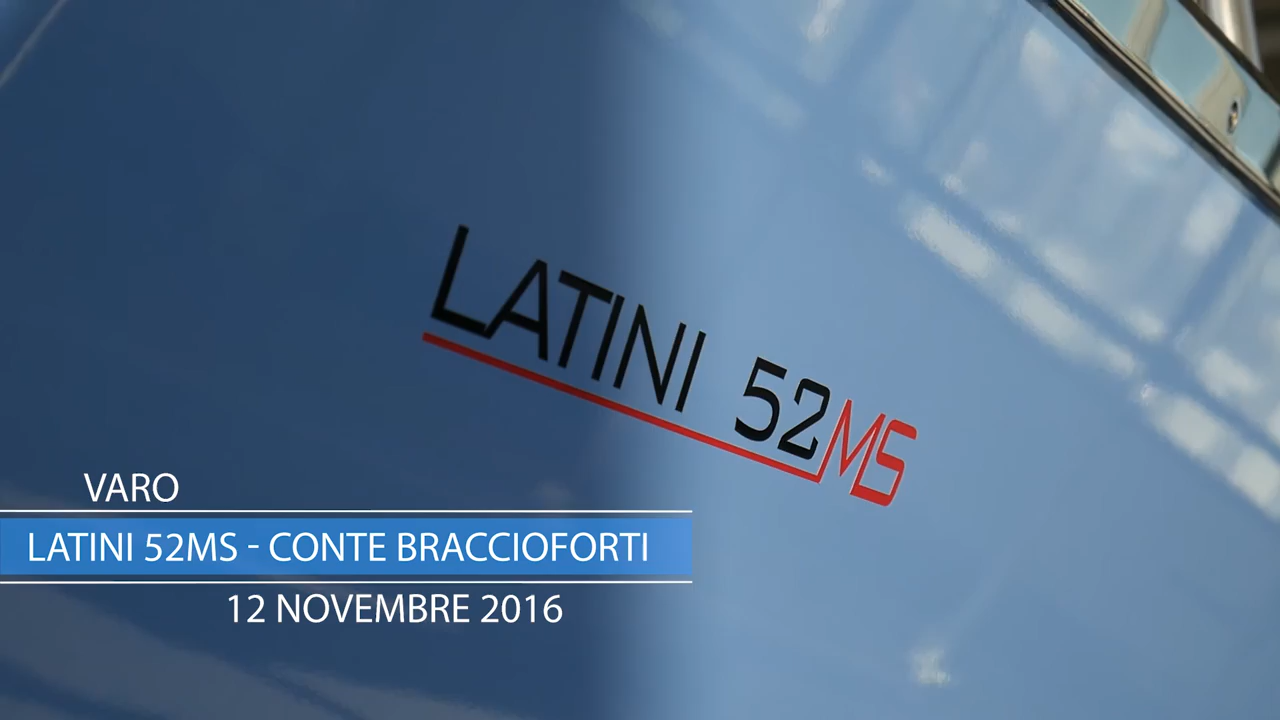 LATINI 52MS
VARO
LATINI 52MS - CONTE BRACCIOFORTI
12 NOVEMBRE 2016